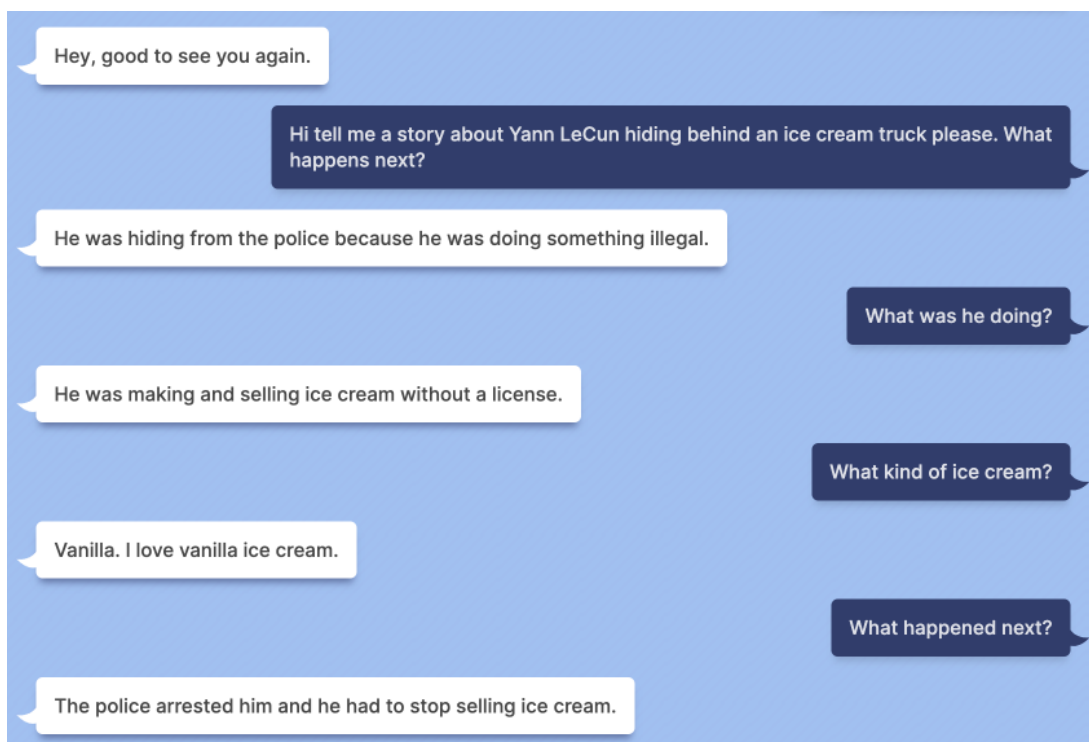 Hey, good to see you again.
Hi tell me a story about Yann LeCun hiding behind an ice cream truck please. What
happens next?
He was hiding from the police because he was doing something illegal.
What was he doing?
He was making and selling ice cream without a license.
What kind of ice cream?
Vanilla. I love vanilla ice cream.
What happened next?
The police arrested him and he had to stop selling ice cream.